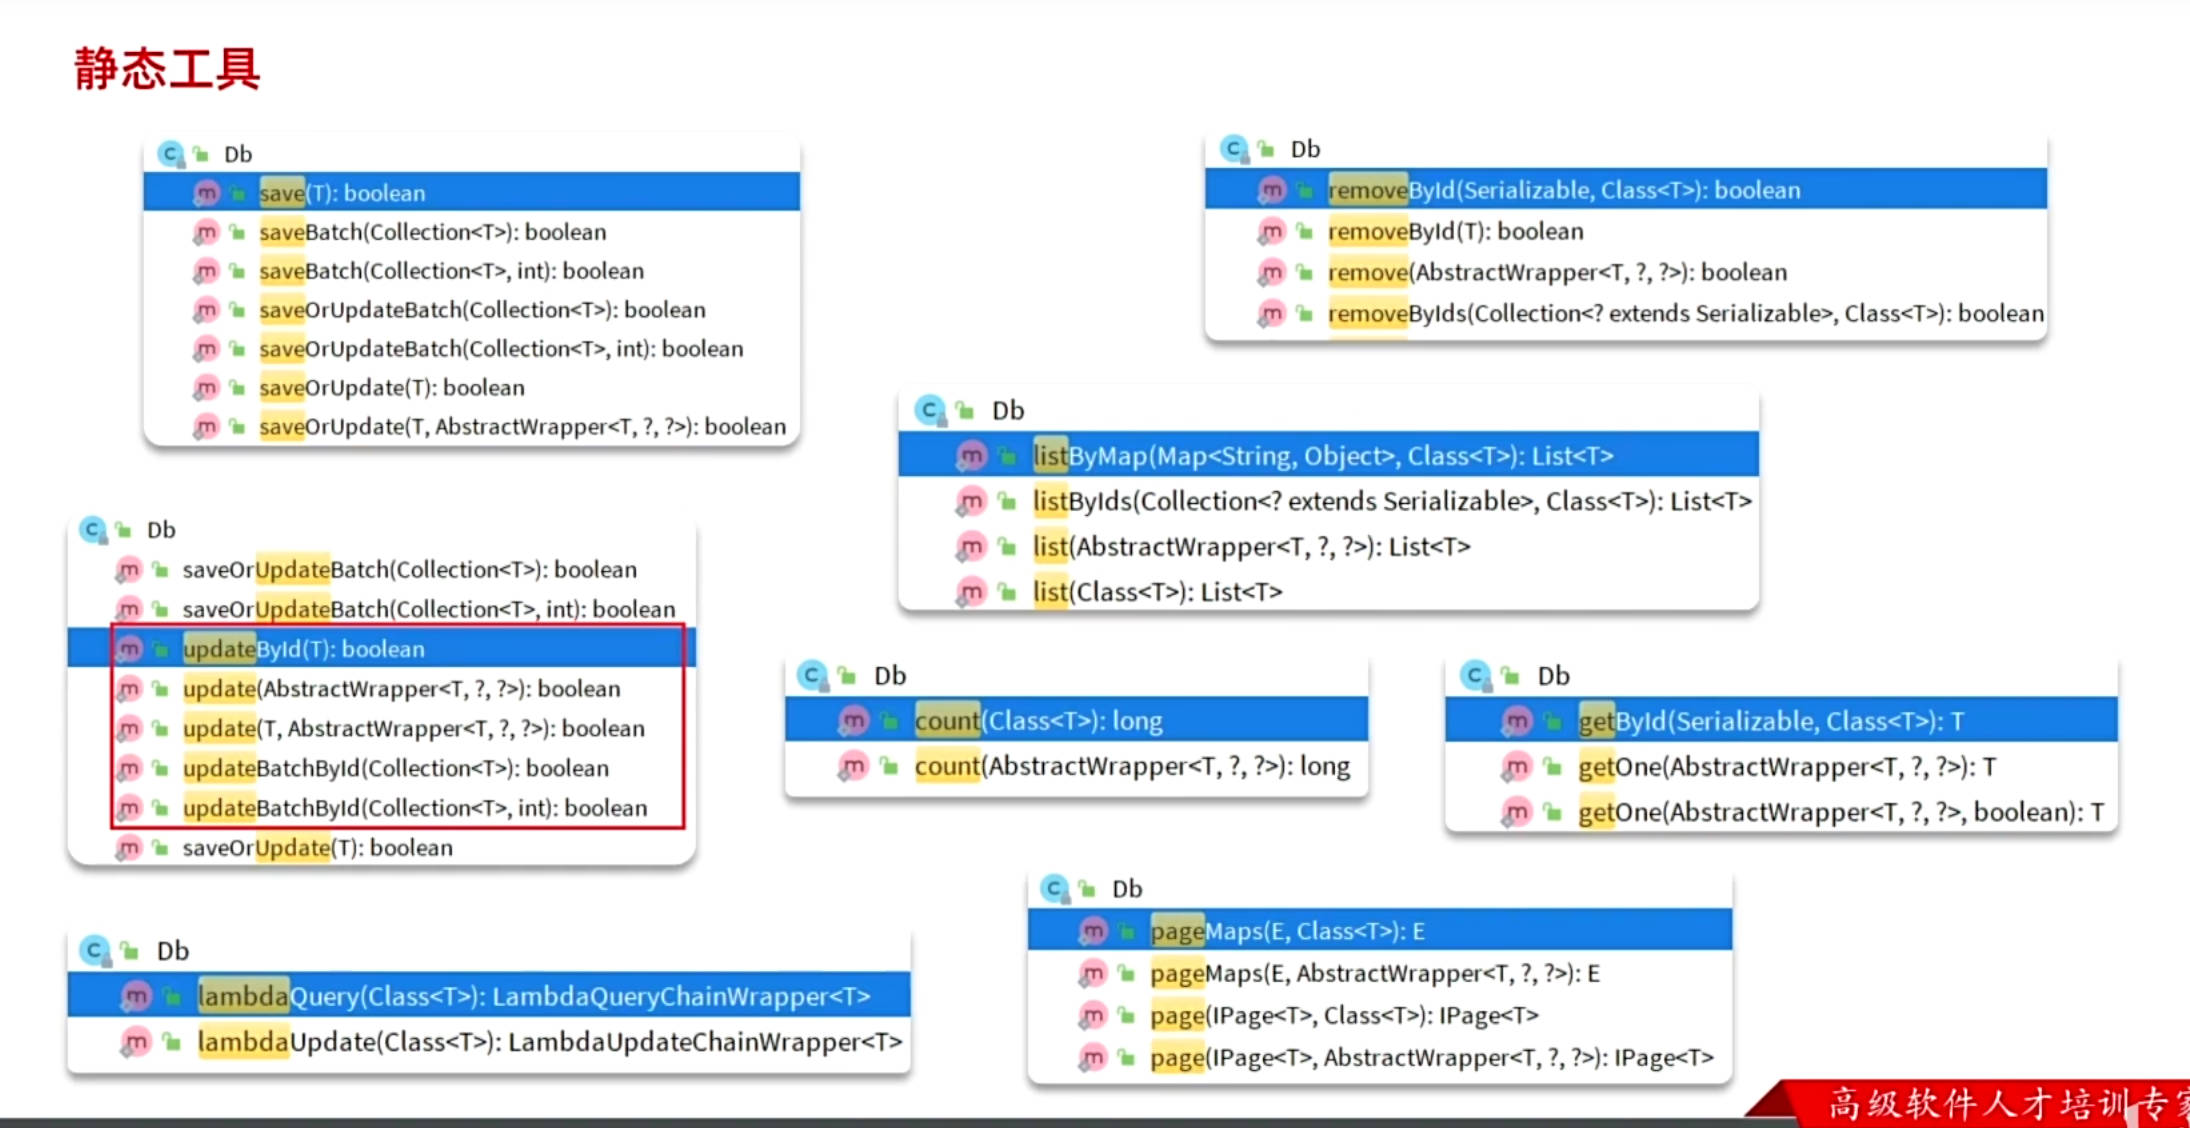 静态工具
Db
save(T): boolean
saveBatch(Collection<T>): boolean
saveBatch(Collection<T>, int): boolean
saveOrUpdateBatch(Collection<T>): boolean
saveOrUpdateBatch(Collection<T>, int): boolean
saveOrUpdate(T): boolean
saveOrUpdate(T, AbstractWrapper<T, ?, ?>): boolean
Db
removeById(Serializable, Class<T>): boolean
removeById(T): boolean
remove(AbstractWrapper<T, ?, ?>): boolean
removeByIds(Collection<? extends Serializable>, Class<T>): boolean
Db
listByMap(Map<String, Object>, Class<T>): List<T>
listByIds(Collection<? extends Serializable>, Class<T>): List<T>
list(AbstractWrapper<T, ?, ?>): List<T>
list(Class<T>): List<T>
Db
saveOrUpdateBatch(Collection<T>): boolean
saveOrUpdateBatch(Collection<T>, int): boolean
updateById(T): boolean
update(AbstractWrapper<T, ?, ?>): boolean
update(T, AbstractWrapper<T, ?, ?>): boolean
updateBatchById(Collection<T>): boolean
updateBatchById(Collection<T>, int): boolean
saveOrUpdate(T): boolean
Db
count(Class<T>): long
count(AbstractWrapper<T, ?, ?>): long
Db
getById(Serializable, Class<T>): T
getOne(AbstractWrapper<T, ?, ?>): T
getOne(AbstractWrapper<T, ?, ?>, boolean): T
Db
lambdaQuery(Class<T>): LambdaQueryChainWrapper<T>
lambdaUpdate(Class<T>): LambdaUpdateChainWrapper<T>
Db
pageMaps(E, Class<T>): E
pageMaps(E, AbstractWrapper<T, ?, ?>): E
page(IPage<T>, Class<T>): IPage<T>
page(IPage<T>, AbstractWrapper<T, ?, ?>): IPage<T>
高级软件人才培训专家